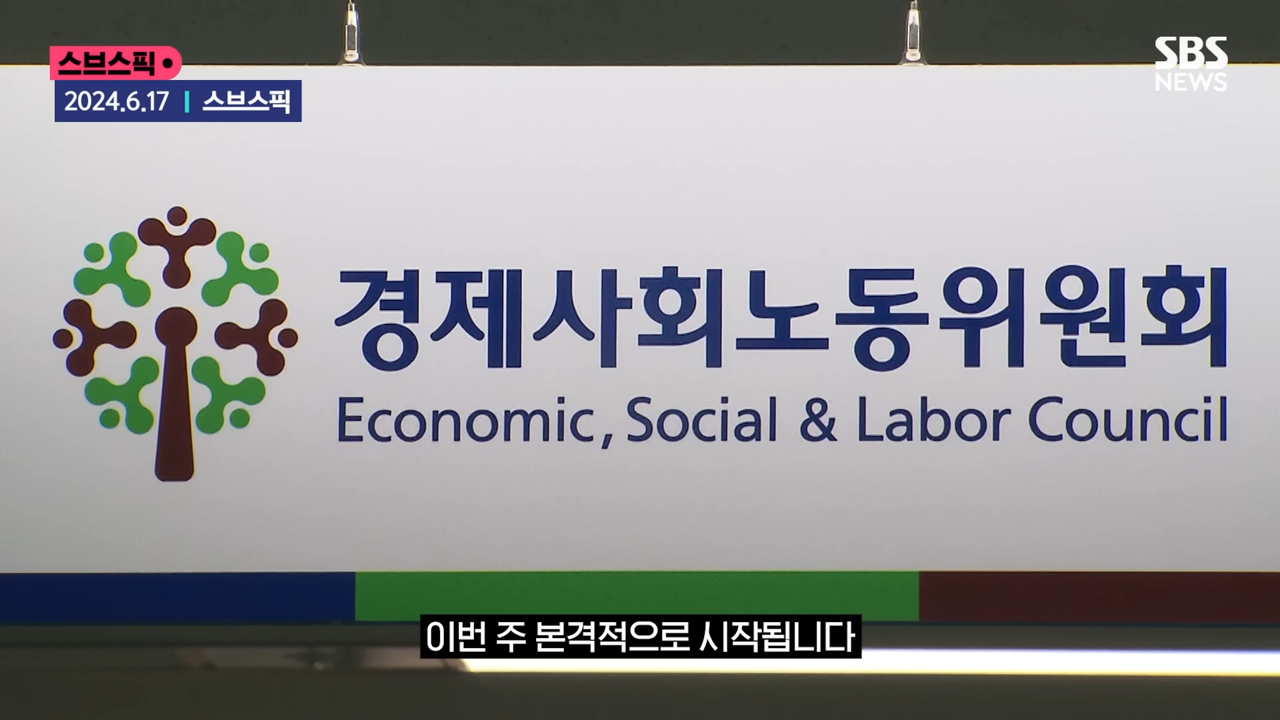 스브스픽
2024.6.17 | 스브스픽
SBS
NEWS
경제사회노동위원회
Economic, Social & Labor Council
이번 주 본격적으로 시작됩니다